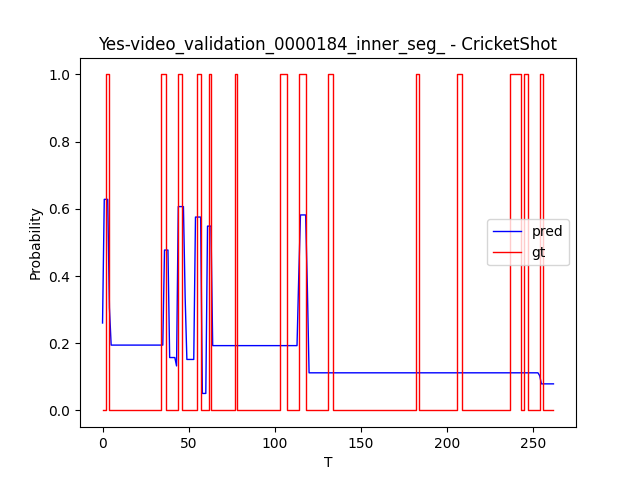 Yes-video_validation_0000184_inner_seg_ - CricketShot
1.0
0.8
0.6
0.4
0.2
0.0
Probability
pred
gt
0
50
100
150
200
250
T